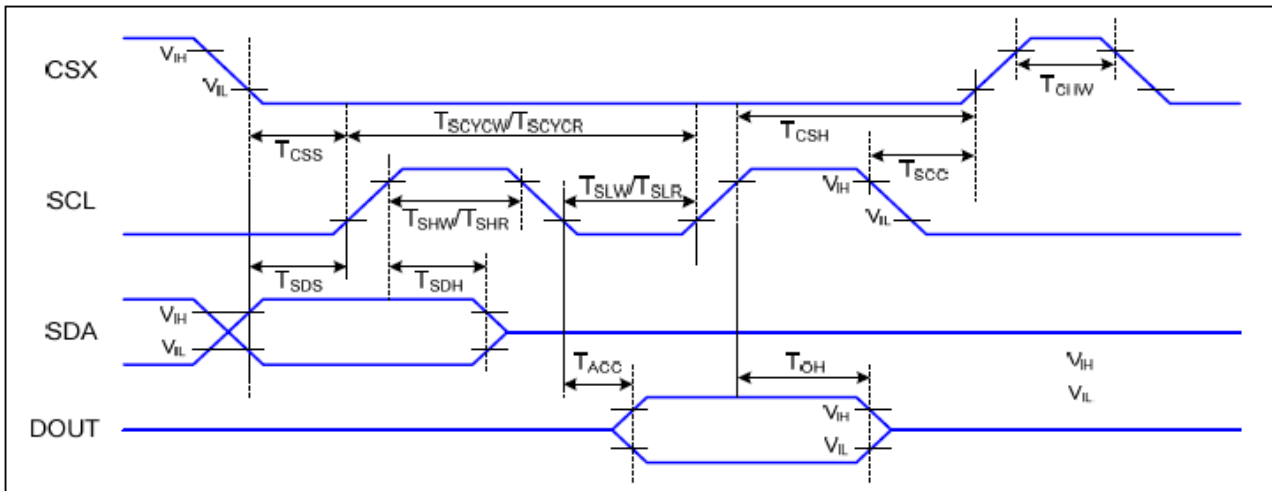 CSX
VIH
VIL
TCHW
TCSS
TSCYCW/TSCYCR
TCSH
TSCC
SCL
TSHW/TSHR
TSLW/TSLR
VIH
VIL
TSDS
TSDH
SDA
VIH
VIL
TACC
TOH
VIH
VIL
DOUT
VIH
VIL